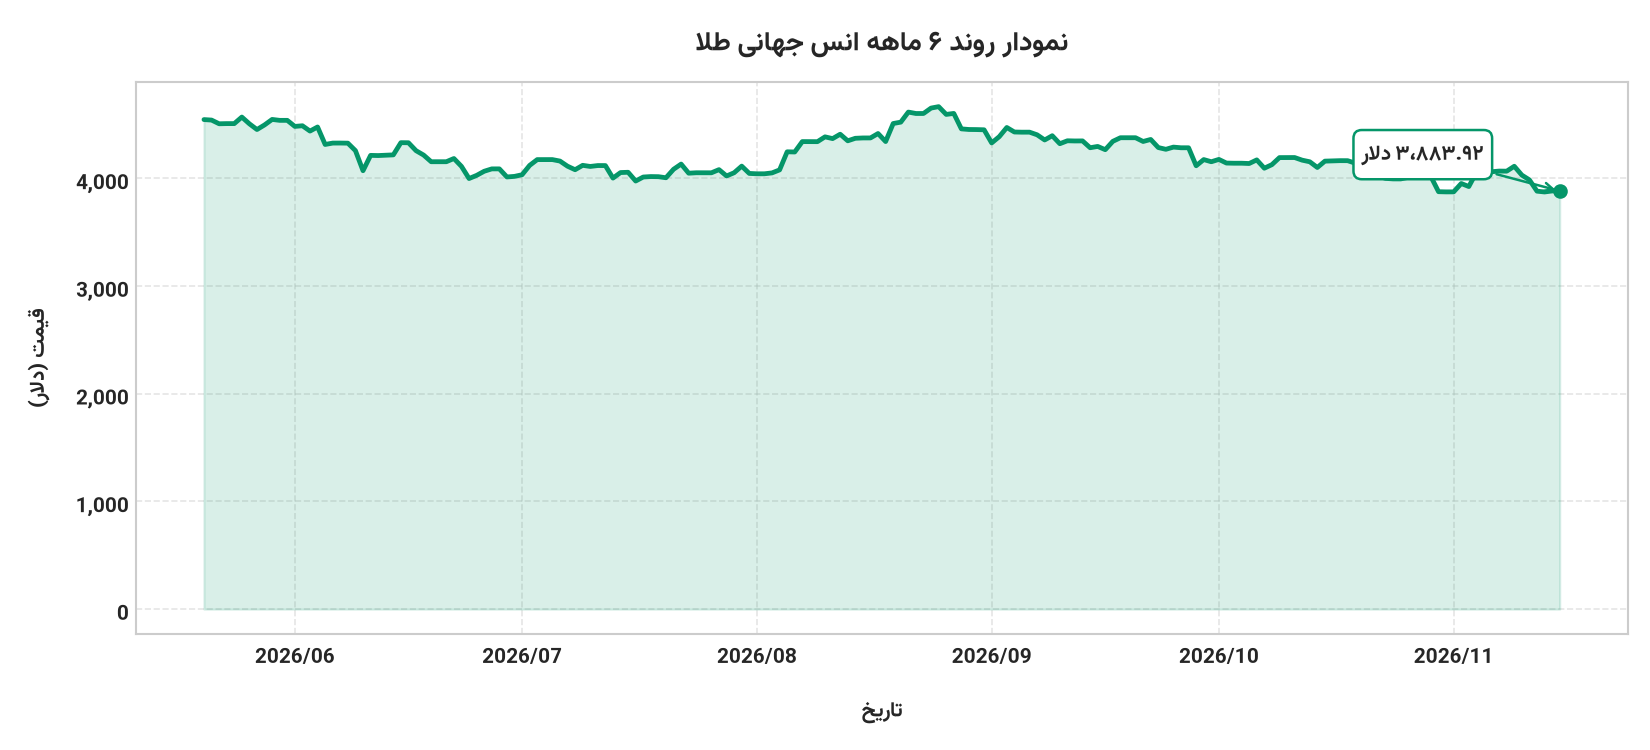 نمودار روند ۶ ماهه انس جهانی طلا
۳،۸۸۳.۹۲ دلار
4,000
3,000
2,000
1,000
0
قیمت (دلار)
2026/06
2026/07
2026/08
2026/09
2026/10
2026/11
تاریخ